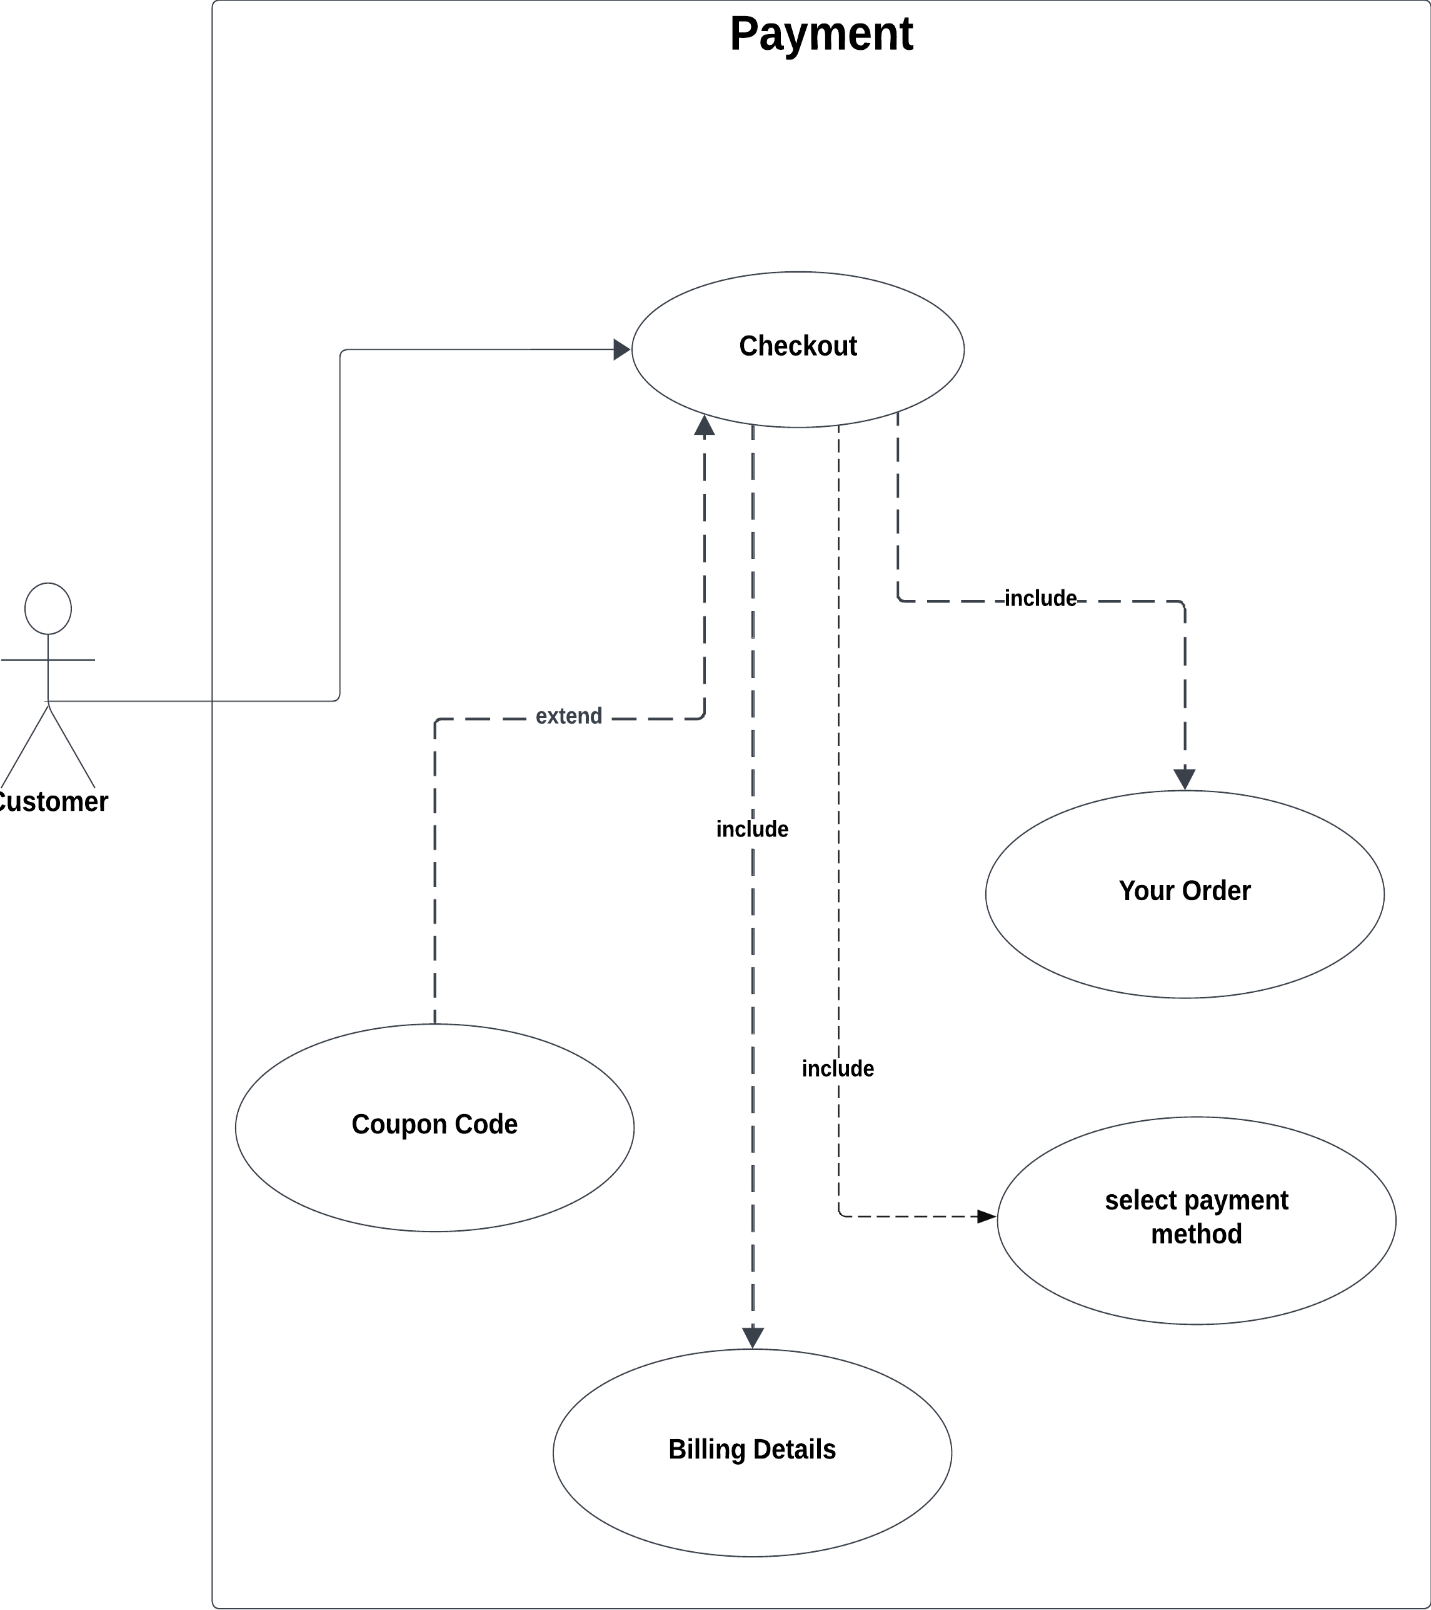 Payment
Checkout
include
extend
Customer
include
Your Order
include
Coupon Code
select payment
method
Billing Details